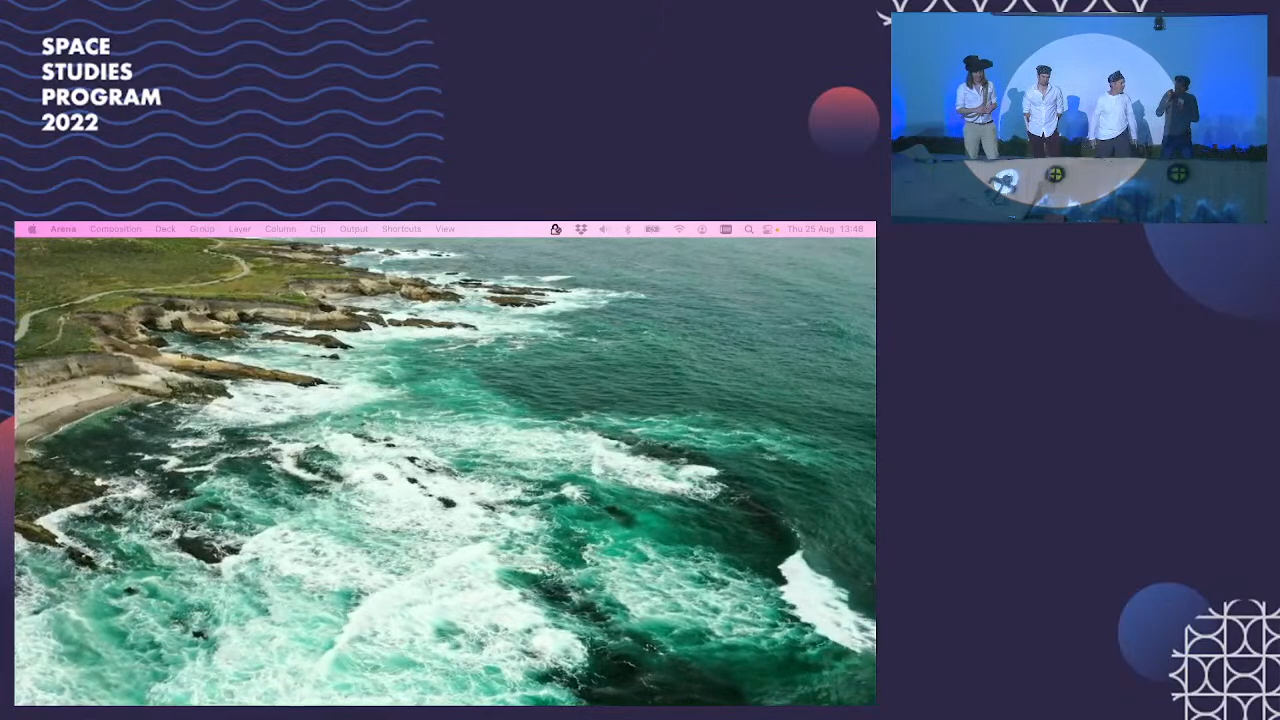 SPACE
STUDIES
PROGRAM
2022
Arena Composition Deck Group Layer Column Clip Output Shortcuts View Thu 25 Aug 13:48